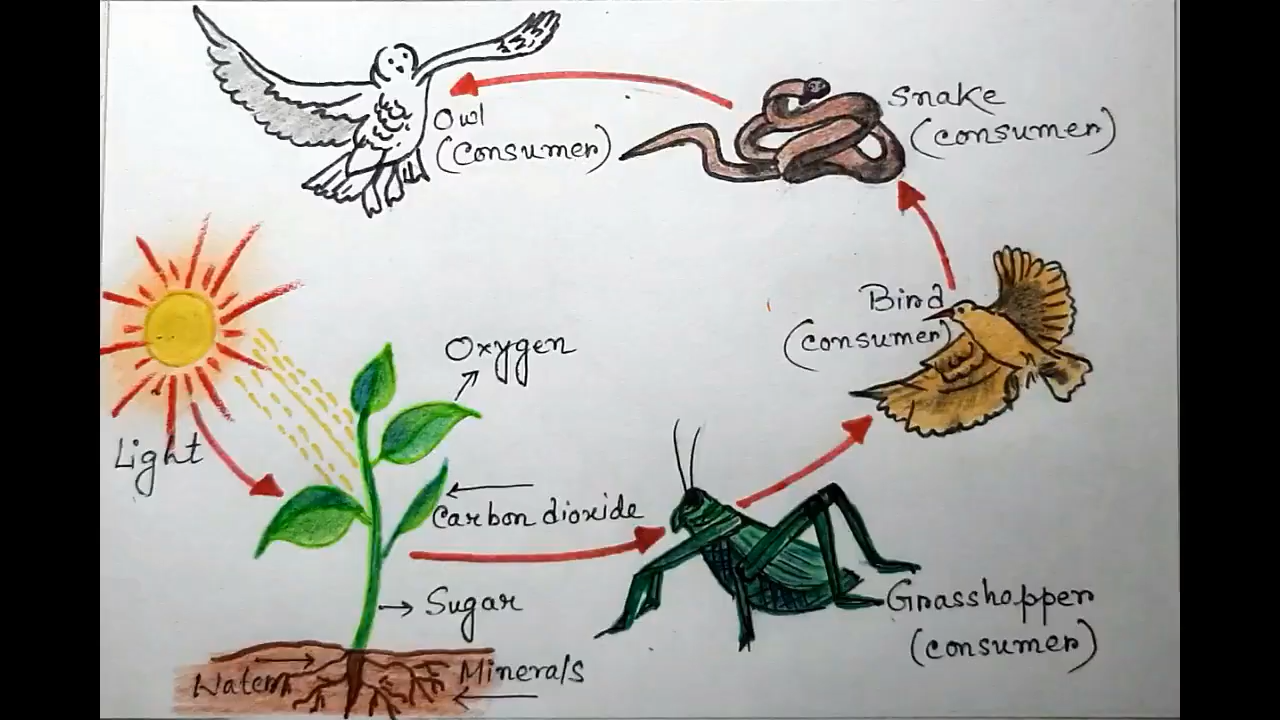 Owl
(consumer)
Snake
(consumer)
Bird
(consumer)
Light
Oxygen
Carbon dioxide
Sugar
Grasshopper
(consumer)
Water
Minerals